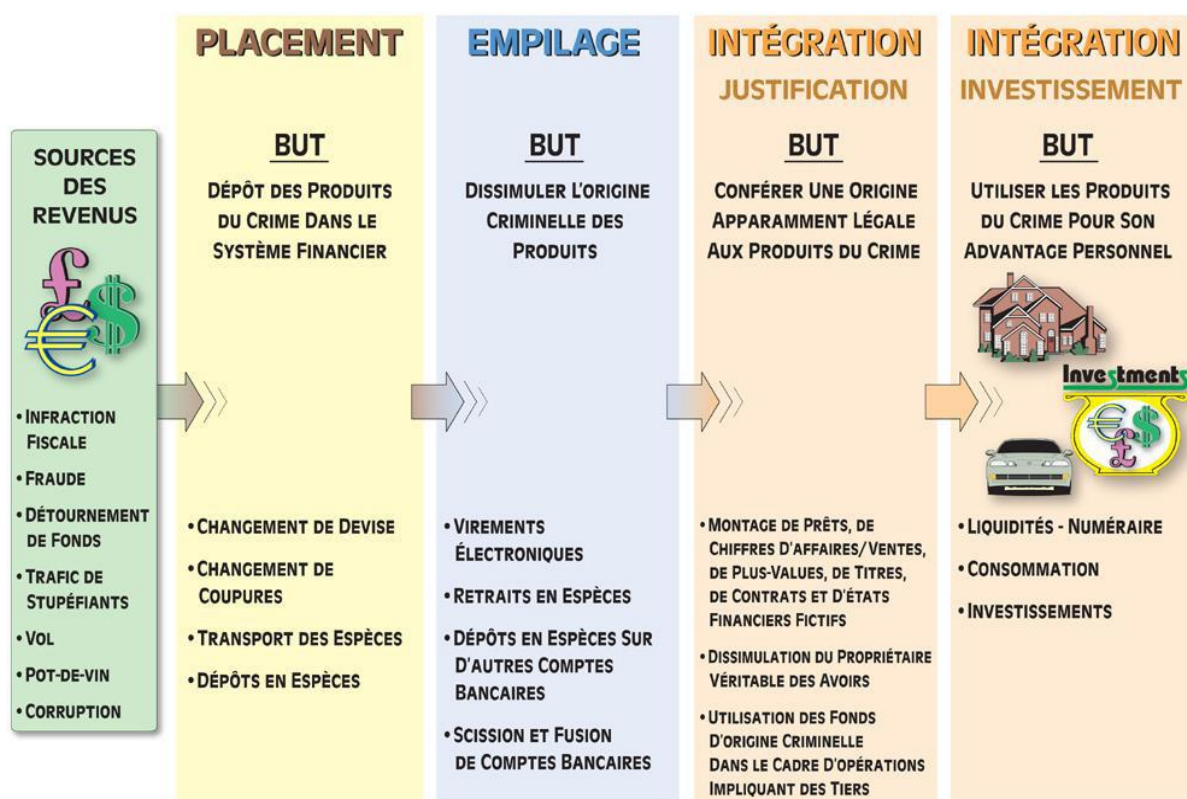 SOURCES
DES
REVENUS
£
$
€
• INFRACTION
FISCALE
• FRAUDE
• DÉTOURNEMENT
DE FONDS
• TRAFIC DE
STUPÉFIANTS
• VOL
• POT-DE-VIN
• CORRUPTION
PLACEMENT
BUT
DÉPÔT DES PRODUITS
DU CRIME DANS LE
SYSTÈME FINANCIER
• CHANGEMENT DE DEVISE
• CHANGEMENT DE
COUPURES
• TRANSPORT DES ESPÈCES
• DÉPÔTS EN ESPÈCES
EMPILAGE
BUT
DISSIMULER L'ORIGINE
CRIMINELLE DES
PRODUITS
• VIREMENTS
ÉLECTRONIQUES
• RETRAITS EN ESPÈCES
• DÉPÔTS EN ESPÈCES SUR
D'AUTRES COMPTES
BANCAIRES
• SCISSION ET FUSION
DE COMPTES BANCAIRES
INTÉGRATION
JUSTIFICATION
BUT
CONFÉRER UNE ORIGINE
APPARAMMENT LÉGALE
AUX PRODUITS DU CRIME
• MONTAGE DE PRÊTS, DE
CHIFFRES D'AFFAIRES/VENTES,
DE PLUS-VALUES, DE TITRES,
DE CONTRATS ET D'ÉTATS
FINANCIERS FICTIFS
• DISSIMULATION DU PROPRIÉTAIRE
VÉRITABLE DES AVOIRS
• UTILISATION DES FONDS
D'ORIGINE CRIMINELLE
DANS LE CADRE D'OPÉRATIONS
IMPLIQUANT DES TIERS
INTÉGRATION
INVESTISSEMENT
BUT
UTILISER LES PRODUITS
DU CRIME POUR SON
ADVANTAGE PERSONNEL
Investments
€ $
£
• LIQUIDITÉS - NUMÉRAIRE
• CONSOMMATION
• INVESTISSEMENTS